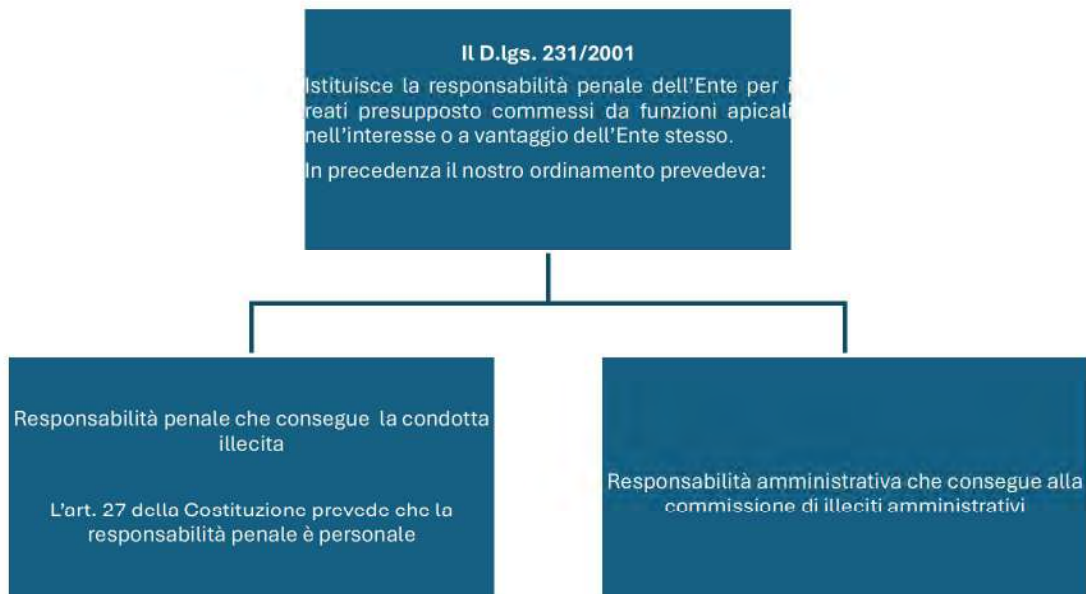 Il D.lgs. 231/2001
Istituisce la responsabilità penale dell'Ente per i
reati presupposto commessi da funzioni apicali
nell'interesse o a vantaggio dell'Ente stesso.
In precedenza il nostro ordinamento prevedeva:
Responsabilità penale che consegue la condotta
illecita
L'art. 27 della Costituzione prevede che la
responsabilità penale è personale
Responsabilità amministrativa che consegue alla
commissione di illeciti amministrativi